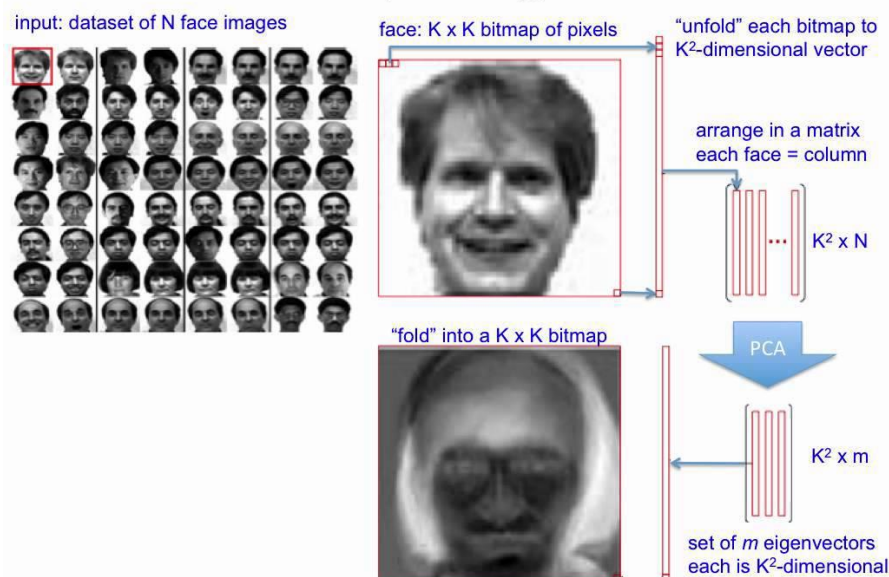 input: dataset of N face images
face: K x K bitmap of pixels
“unfold” each bitmap to
K²-dimensional vector
arrange in a matrix
each face = column
K² x N
PCA
“fold” into a K x K bitmap
K² x m
set of m eigenvectors
each is K²-dimensional